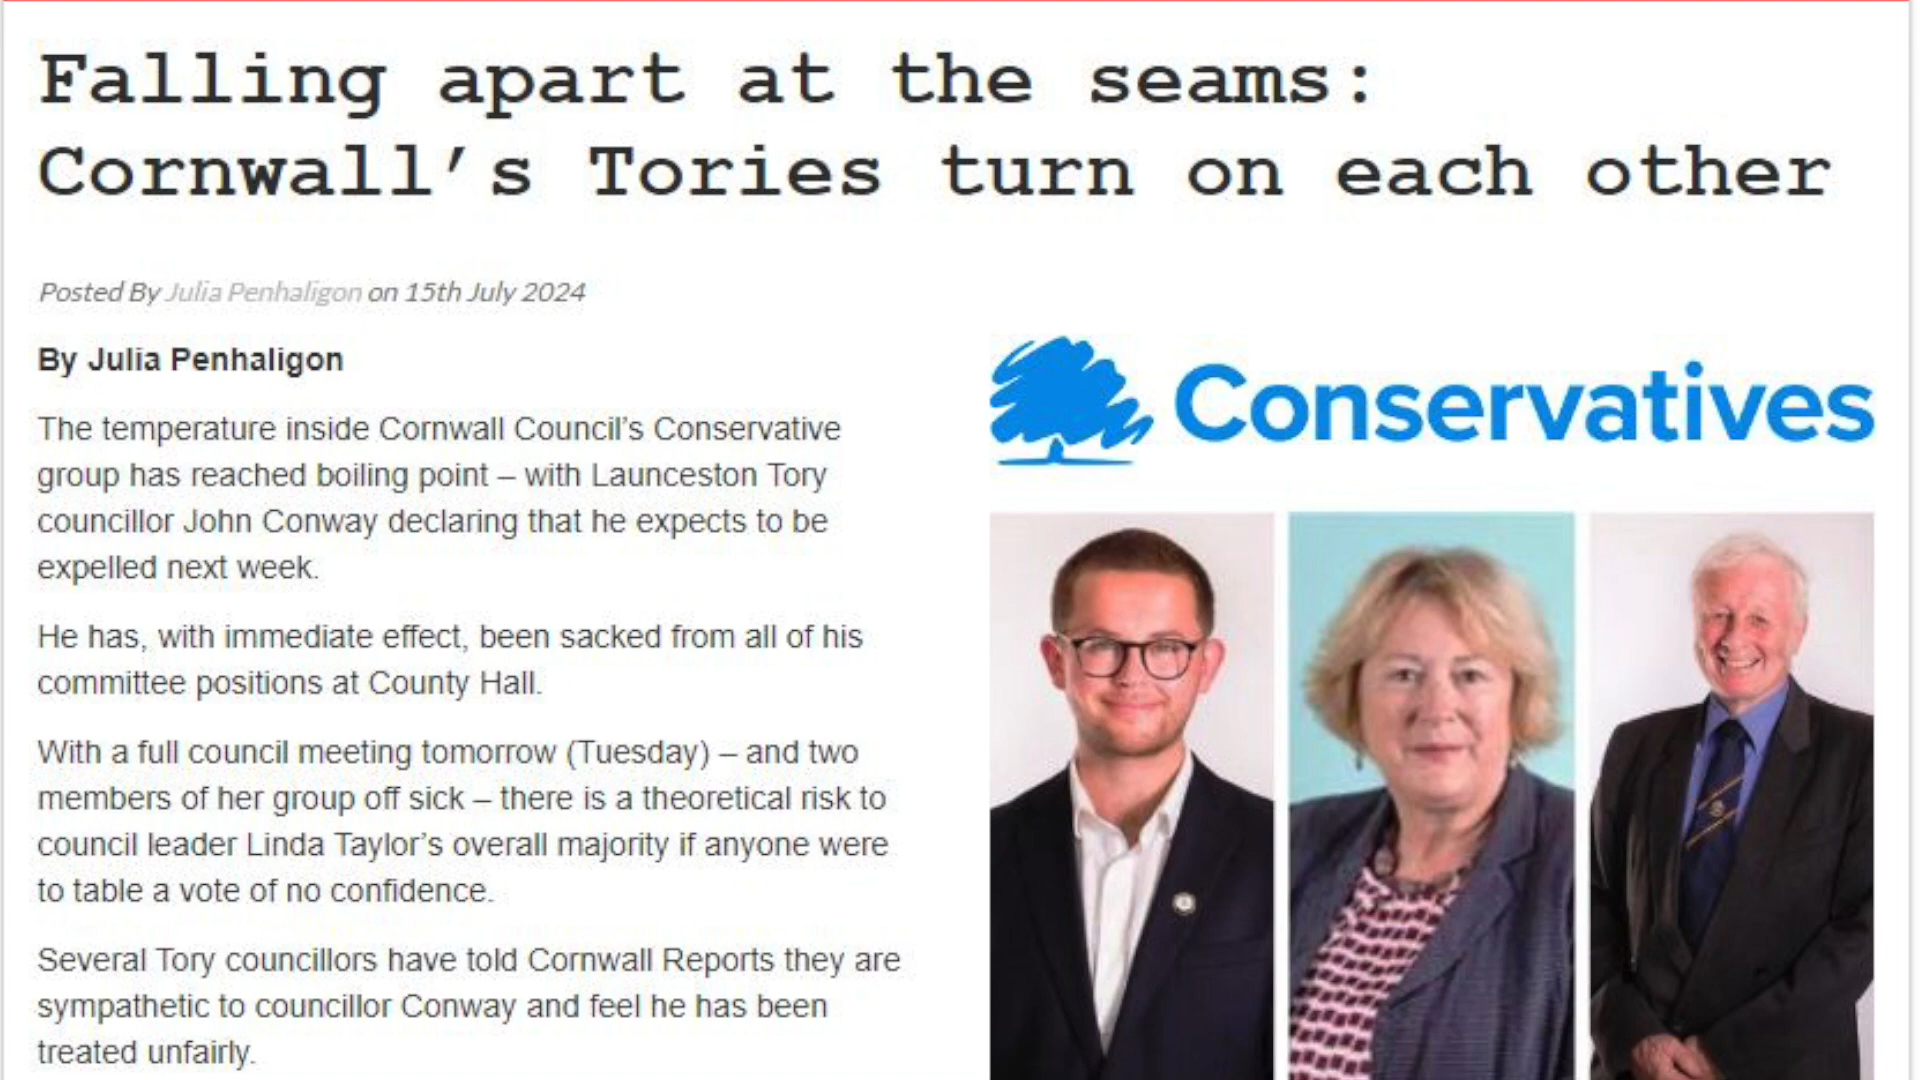 Falling apart at the seams:
Cornwall’s Tories turn on each other
Posted By Julia Penhaligon on 15th July 2024
By Julia Penhaligon
The temperature inside Cornwall Council’s Conservative
group has reached boiling point – with Launceston Tory
councillor John Conway declaring that he expects to be
expelled next week.
He has, with immediate effect, been sacked from all of his
committee positions at County Hall.
With a full council meeting tomorrow (Tuesday) – and two
members of her group off sick – there is a theoretical risk to
council leader Linda Taylor’s overall majority if anyone were
to table a vote of no confidence.
Several Tory councillors have told Cornwall Reports they are
sympathetic to councillor Conway and feel he has been
treated unfairly.
Conservatives